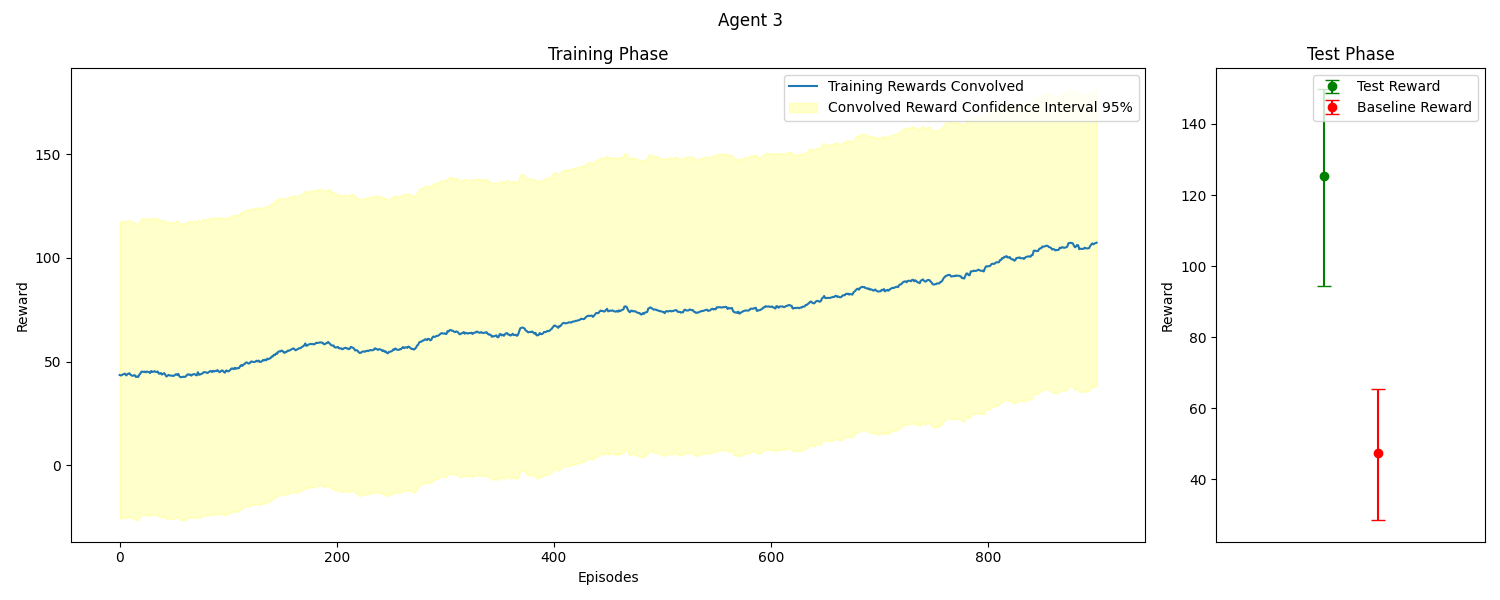 Agent 3
Training Phase
Training Rewards Convolved
Convolved Reward Confidence Interval 95%
Reward
150
100
50
0
0 200 400 600 800
Episodes
Test Phase
Test Reward
Baseline Reward
Reward
140
120
100
80
60
40